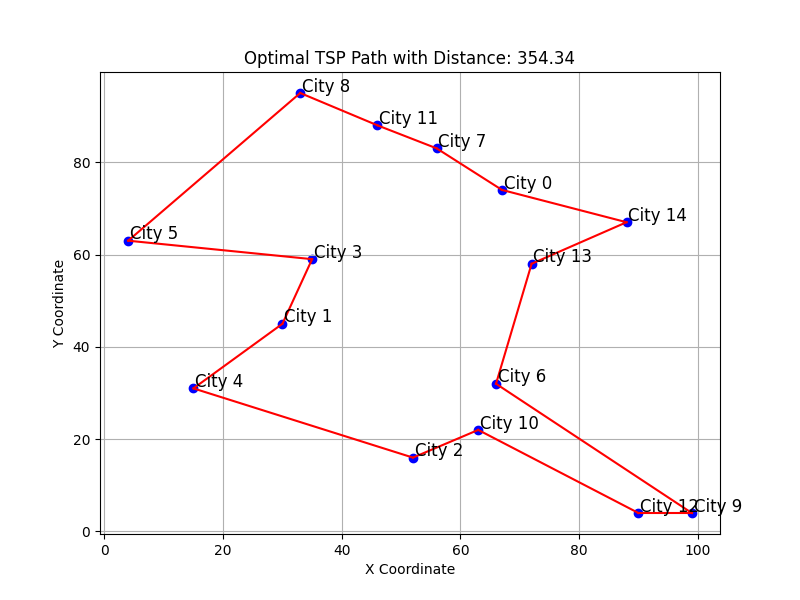 Optimal TSP Path with Distance: 354.34
City 8
City 11
City 7
City 0
City 14
City 5
City 3
City 13
City 1
City 4
City 6
City 10
City 2
City 12
City 9
80
60
40
20
0
Y Coordinate
0 20 40 60 80 100
X Coordinate